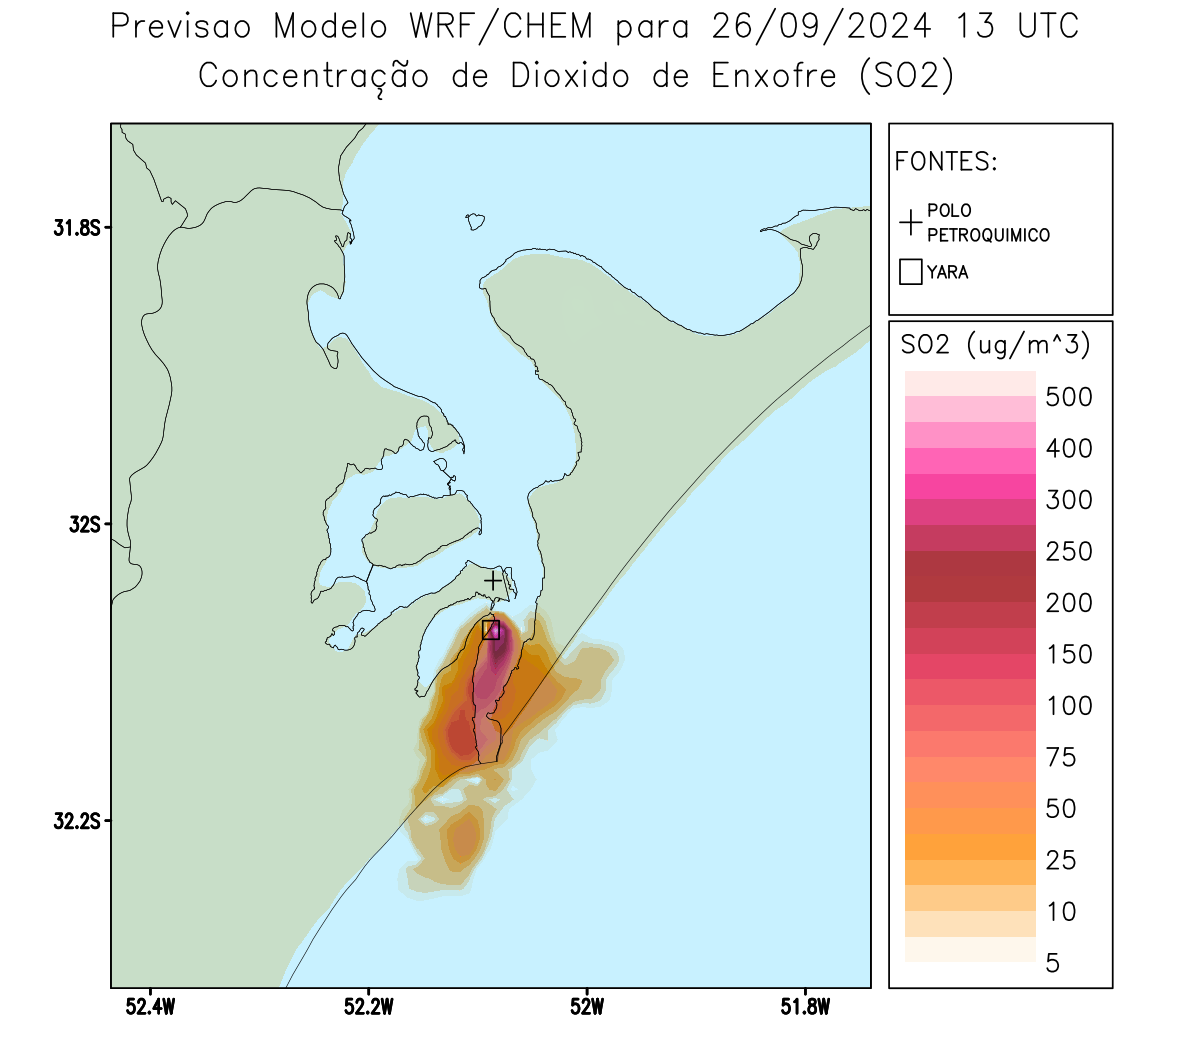 Previsao Modelo WRF/CHEM para 26/09/2024 13 UTC
Concentração de Dioxido de Enxofre (SO2)
FONTES:
POLO
PETROQUIMICO
YARA
31.8S
32S
32.2S
52.4W
52.2W
52W
51.8W
SO2 (ug/m^3)
500
400
300
250
200
150
100
75
50
25
10
5